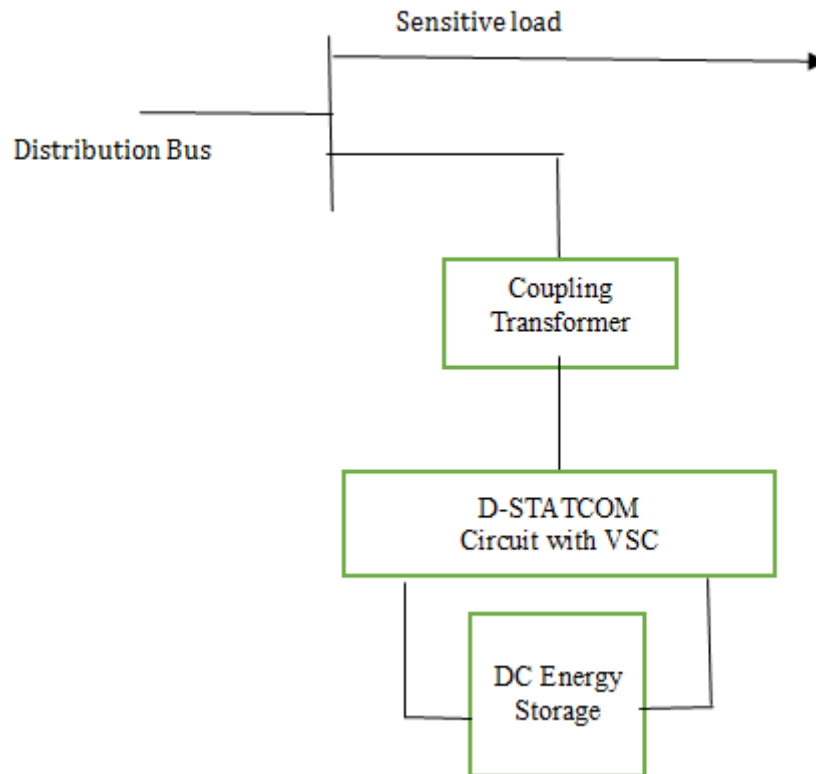 Sensitive load
Distribution Bus
Coupling
Transformer
D-STATCOM
Circuit with VSC
DC Energy
Storage